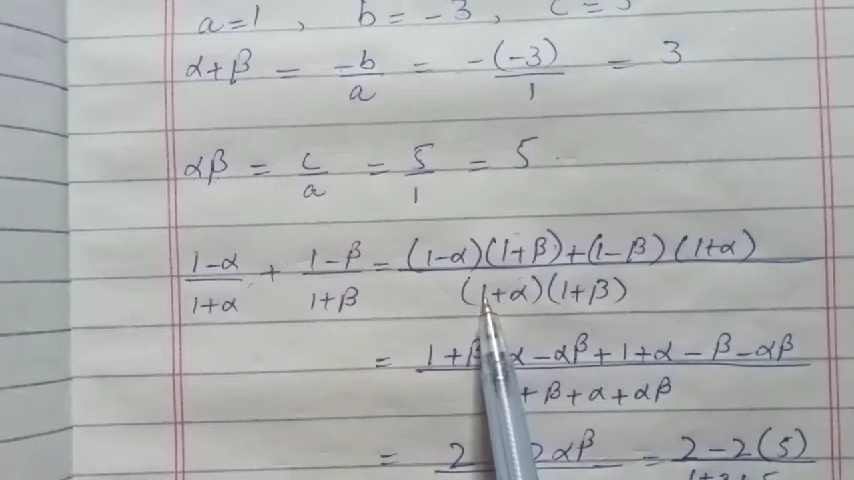 a=1 , b = -3 , c = 5
α+β = -b/a = -(-3)/1 = 3
αβ = c/a = 5/1 = 5
(1-α)/(1+α) + (1-β)/(1+β) = ((1-α)(1+β)+(1-β)(1+α))/((1+α)(1+β))
= (1+β α-αβ+1+α-β-αβ)/(+β+α+αβ)
= 2 2αβ = 2-2(5)